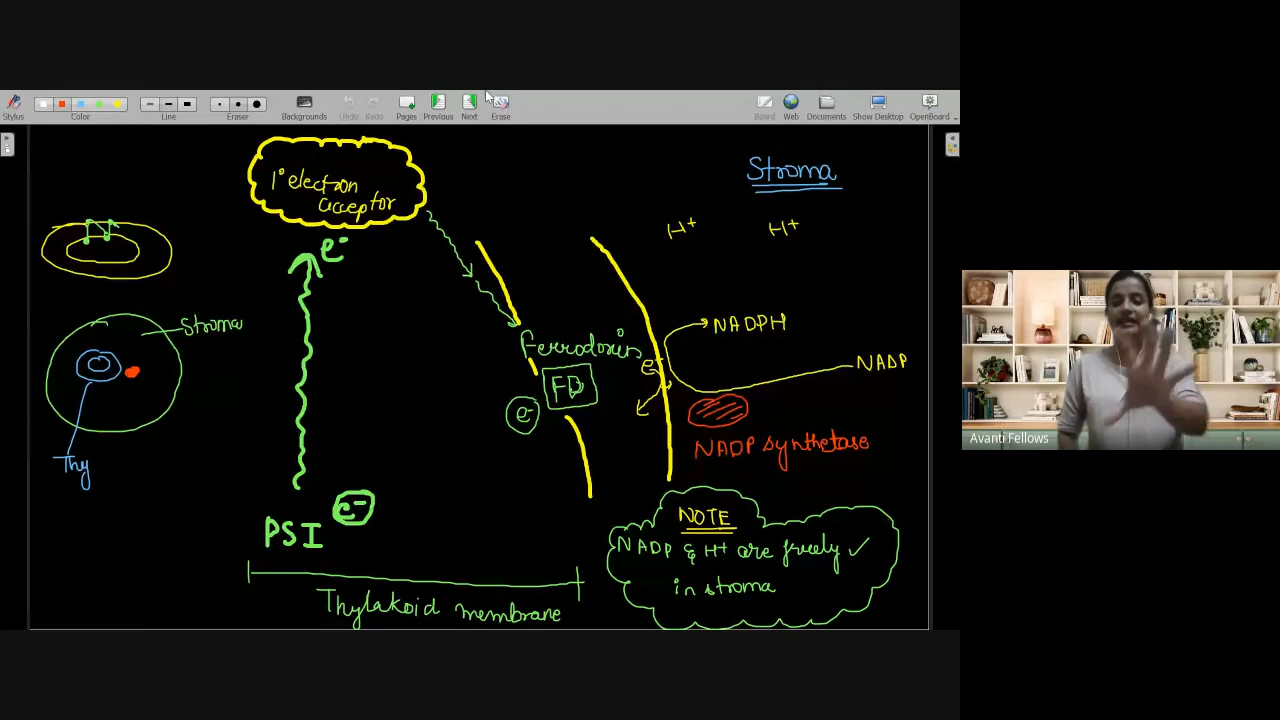 Stylus
Color
Line
Eraser
Backgrounds
Undo
Redo
Pages
Previous
Next
Erase
Board
Web
Documents
Show Desktop
OpenBoard
1° electron
acceptor
Stroma
H+
H+
e-
Stroma
NADPH
ferrodoxin
e-
NADP
FD
e-
Avanti Fellows
NADP synthetase
Thy
e-
PSI
NOTE
NADP & H+ are freely ✓
in stroma
Thylakoid membrane